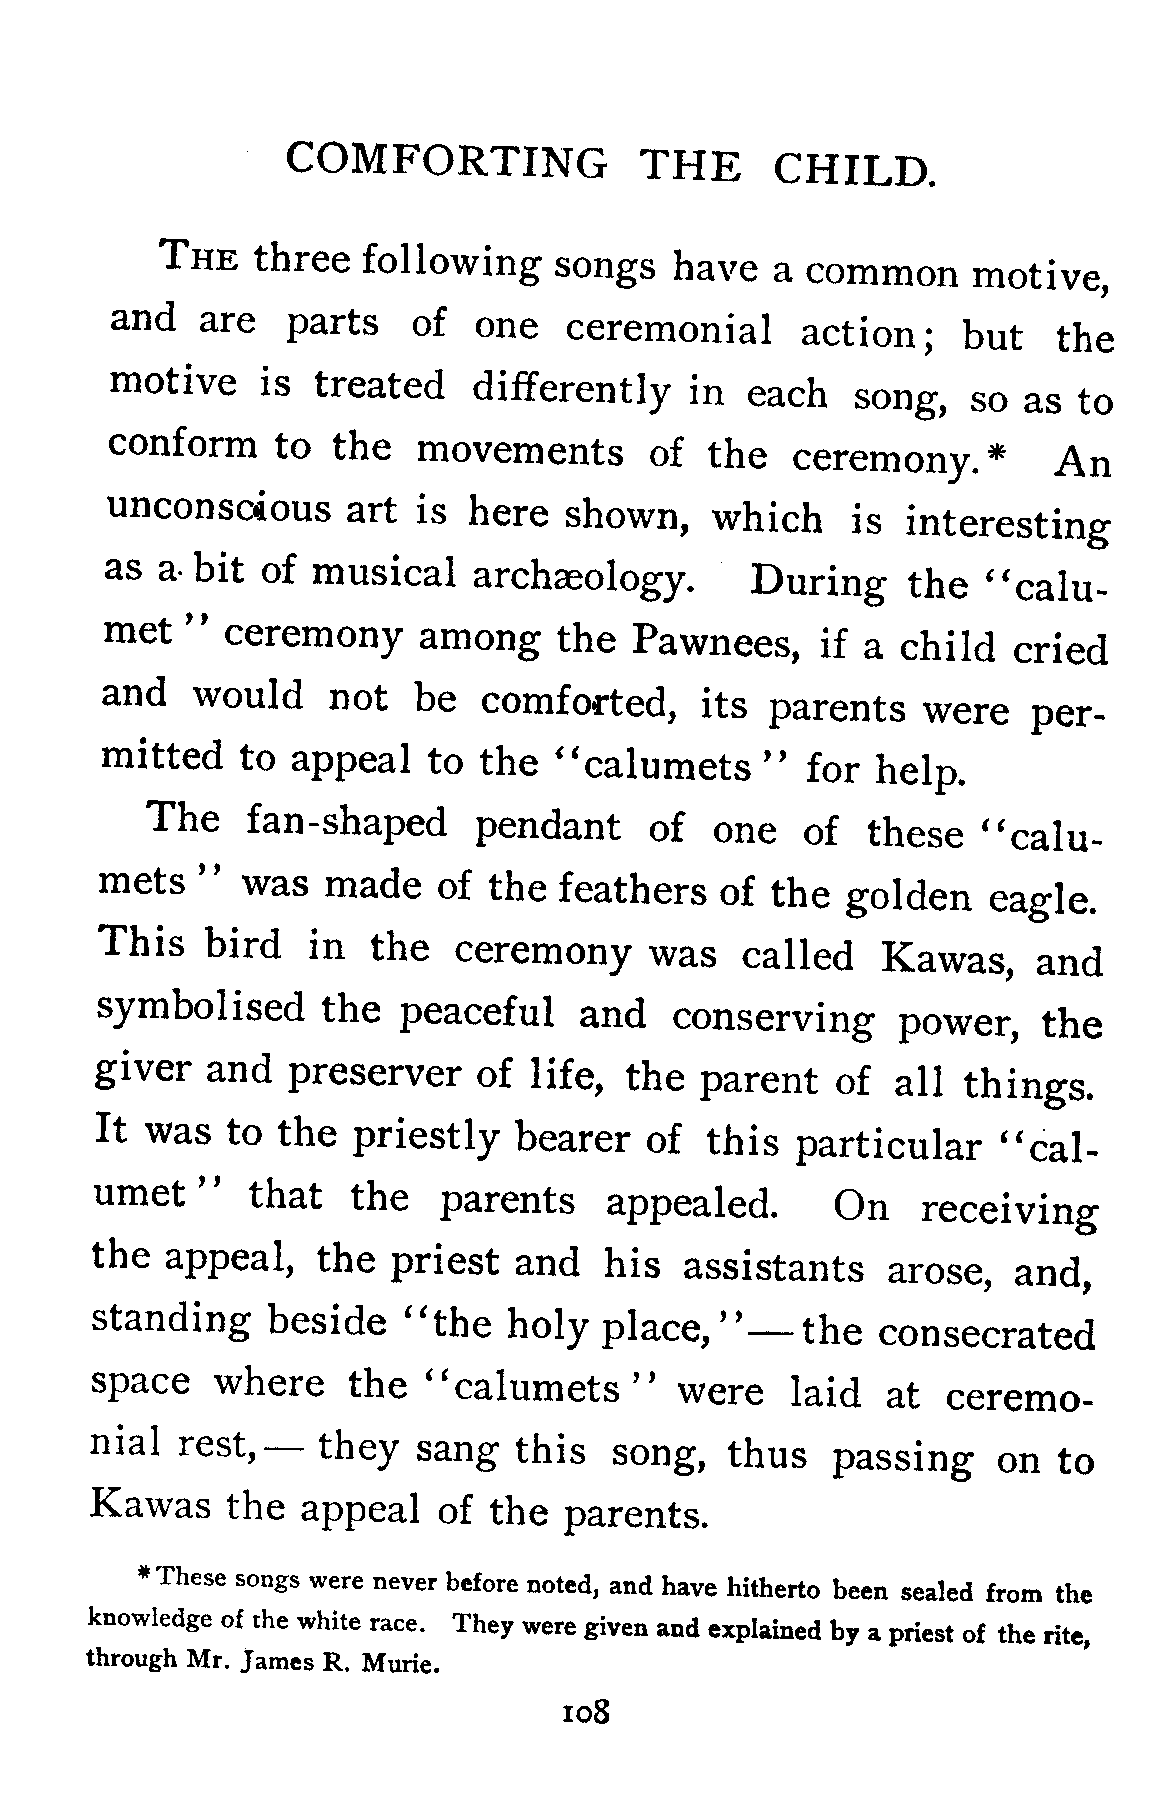 COMFORTING THE CHILD.
THE three following songs have a common motive,
and are parts of one ceremonial action; but the
motive is treated differently in each song, so as to
conform to the movements of the ceremony.* An
unconscious art is here shown, which is interesting
as a bit of musical archæology. During the "calu-
met" ceremony among the Pawnees, if a child cried
and would not be comforted, its parents were per-
mitted to appeal to the "calumets" for help.
The fan-shaped pendant of one of these "calu-
mets" was made of the feathers of the golden eagle.
This bird in the ceremony was called Kawas, and
symbolised the peaceful and conserving power, the
giver and preserver of life, the parent of all things.
It was to the priestly bearer of this particular "cal-
umet" that the parents appealed. On receiving
the appeal, the priest and his assistants arose, and,
standing beside "the holy place,"—the consecrated
space where the "calumets" were laid at ceremo-
nial rest,—they sang this song, thus passing on to
Kawas the appeal of the parents.
*These songs were never before noted, and have hitherto been sealed from the
knowledge of the white race. They were given and explained by a priest of the rite,
through Mr. James R. Murie.
108